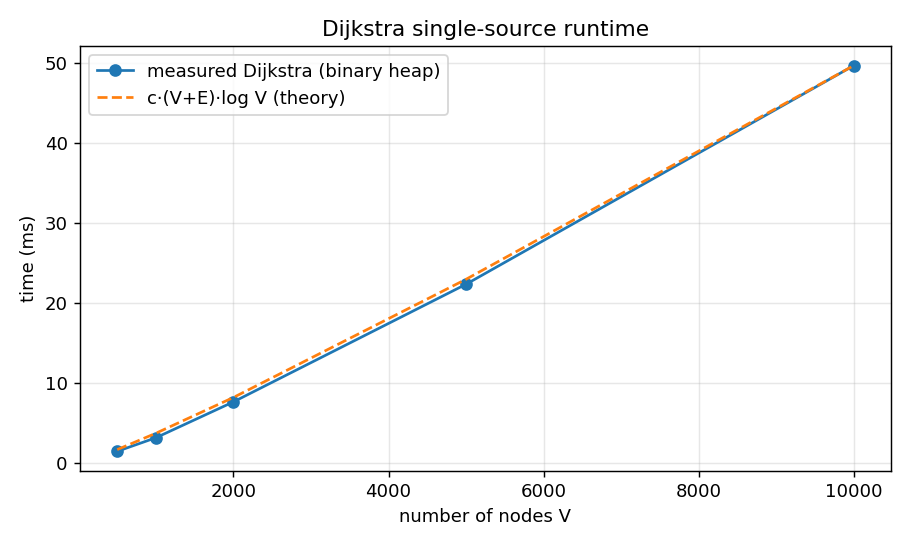 Dijkstra single-source runtime
measured Dijkstra (binary heap)
c·(V+E)·log V (theory)
50
40
30
20
10
0
time (ms)
2000
4000
6000
8000
10000
number of nodes V